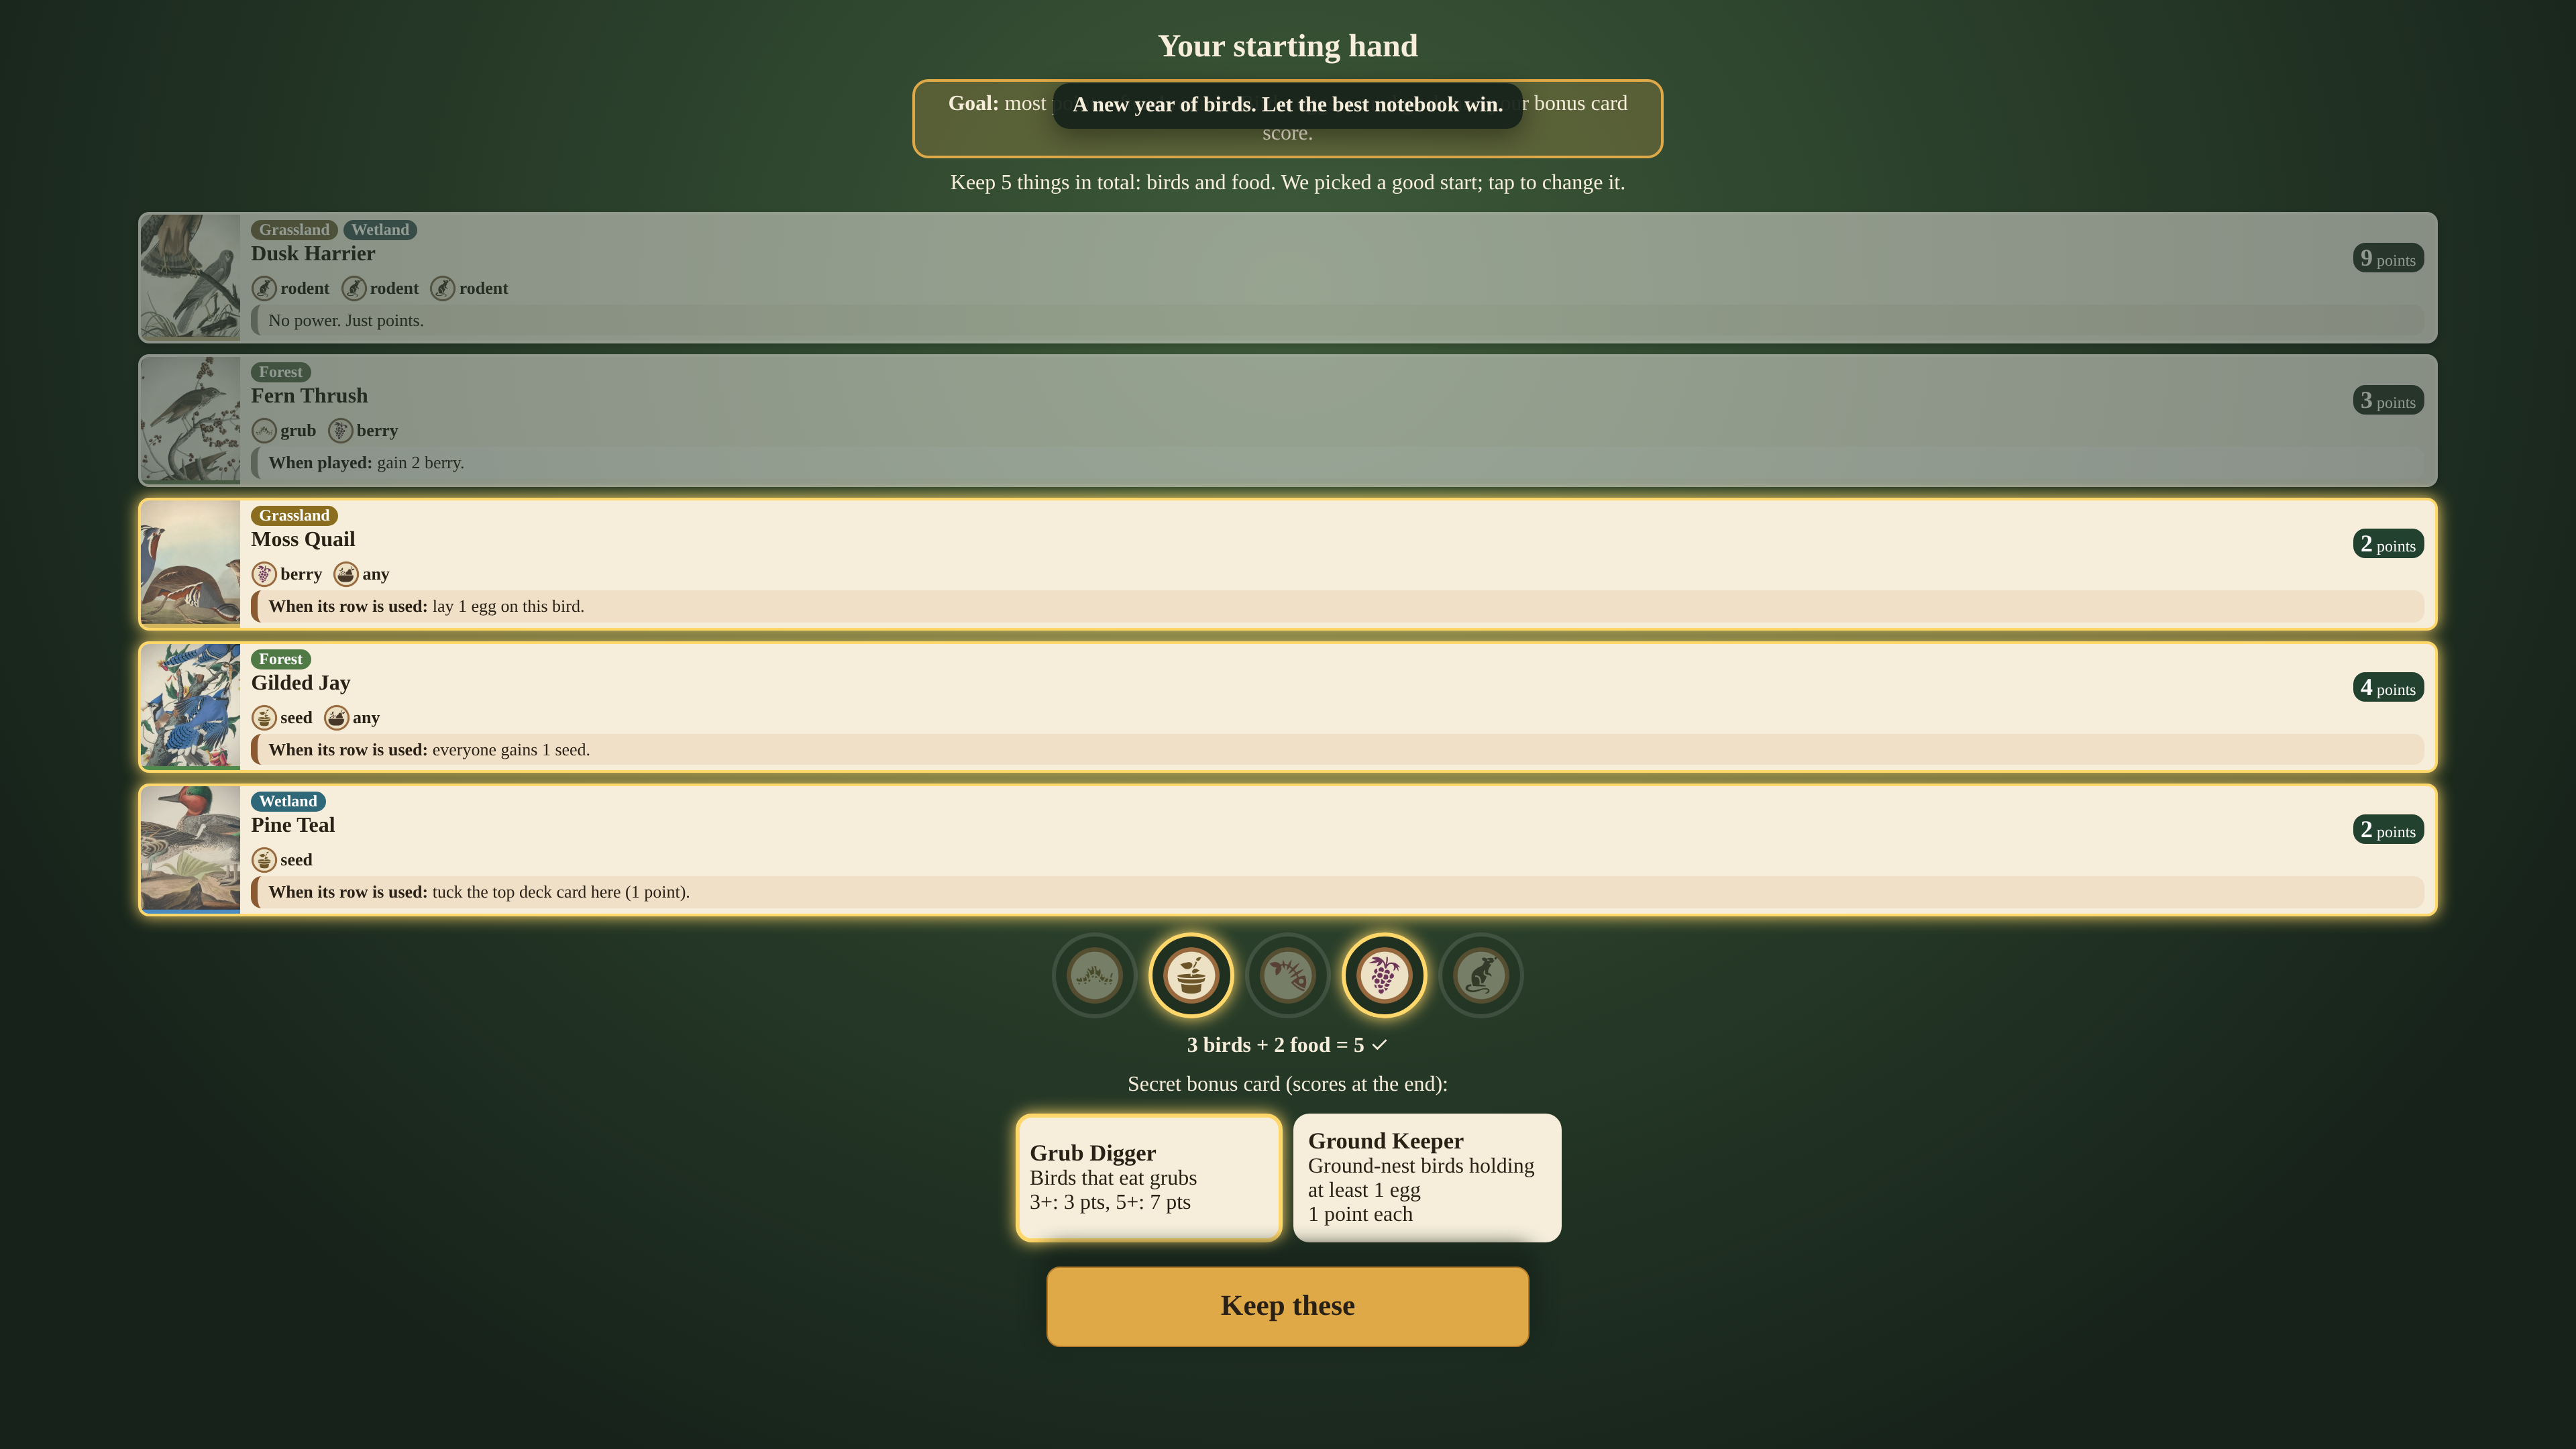 Your starting hand
Goal: most
r bonus card
A new year of birds. Let the best notebook win.
score.
Keep 5 things in total: birds and food. We picked a good start; tap to change it.
Grassland Wetland
Dusk Harrier
9 points
rodent rodent rodent
No power. Just points.
Forest
Fern Thrush
3 points
grub berry
When played: gain 2 berry.
Grassland
Moss Quail
2 points
berry any
When its row is used: lay 1 egg on this bird.
Forest
Gilded Jay
4 points
seed any
When its row is used: everyone gains 1 seed.
Wetland
Pine Teal
2 points
seed
When its row is used: tuck the top deck card here (1 point).
3 birds + 2 food = 5 ✓
Secret bonus card (scores at the end):
Grub Digger
Birds that eat grubs
3+: 3 pts, 5+: 7 pts
Ground Keeper
Ground-nest birds holding
at least 1 egg
1 point each
Keep these